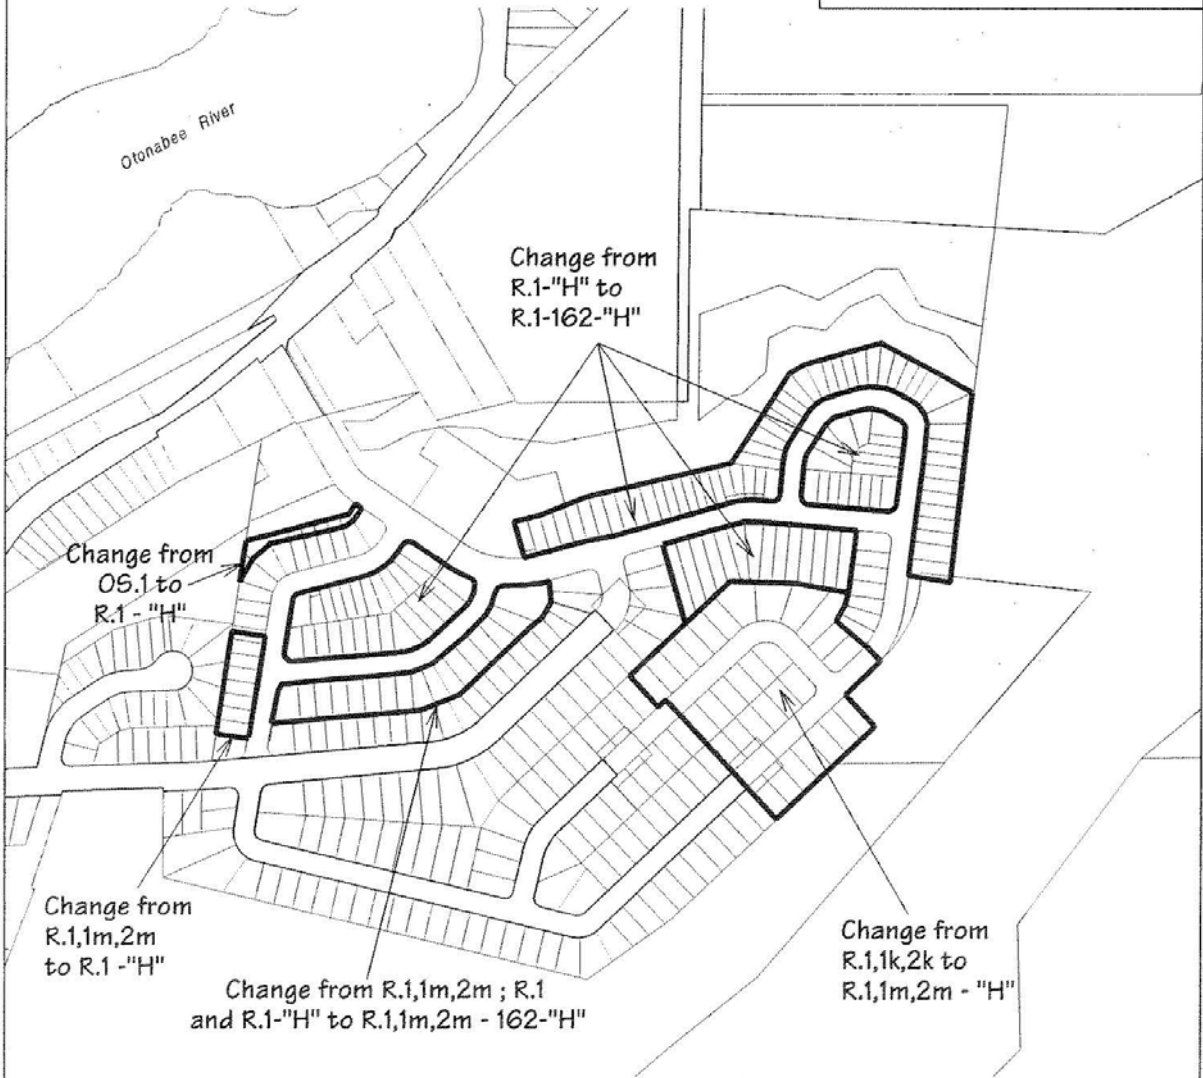 Otonabee River
Change from
R.1-"H" to
R.1-162-"H"
Change from
OS.1 to
R.1 - "H"
Change from
R.1,1m,2m
to R.1 -"H"
Change from R.1,1m,2m ; R.1
and R.1-"H" to R.1,1m,2m - 162-"H"
Change from
R.1,1k,2k to
R.1,1m,2m - "H"